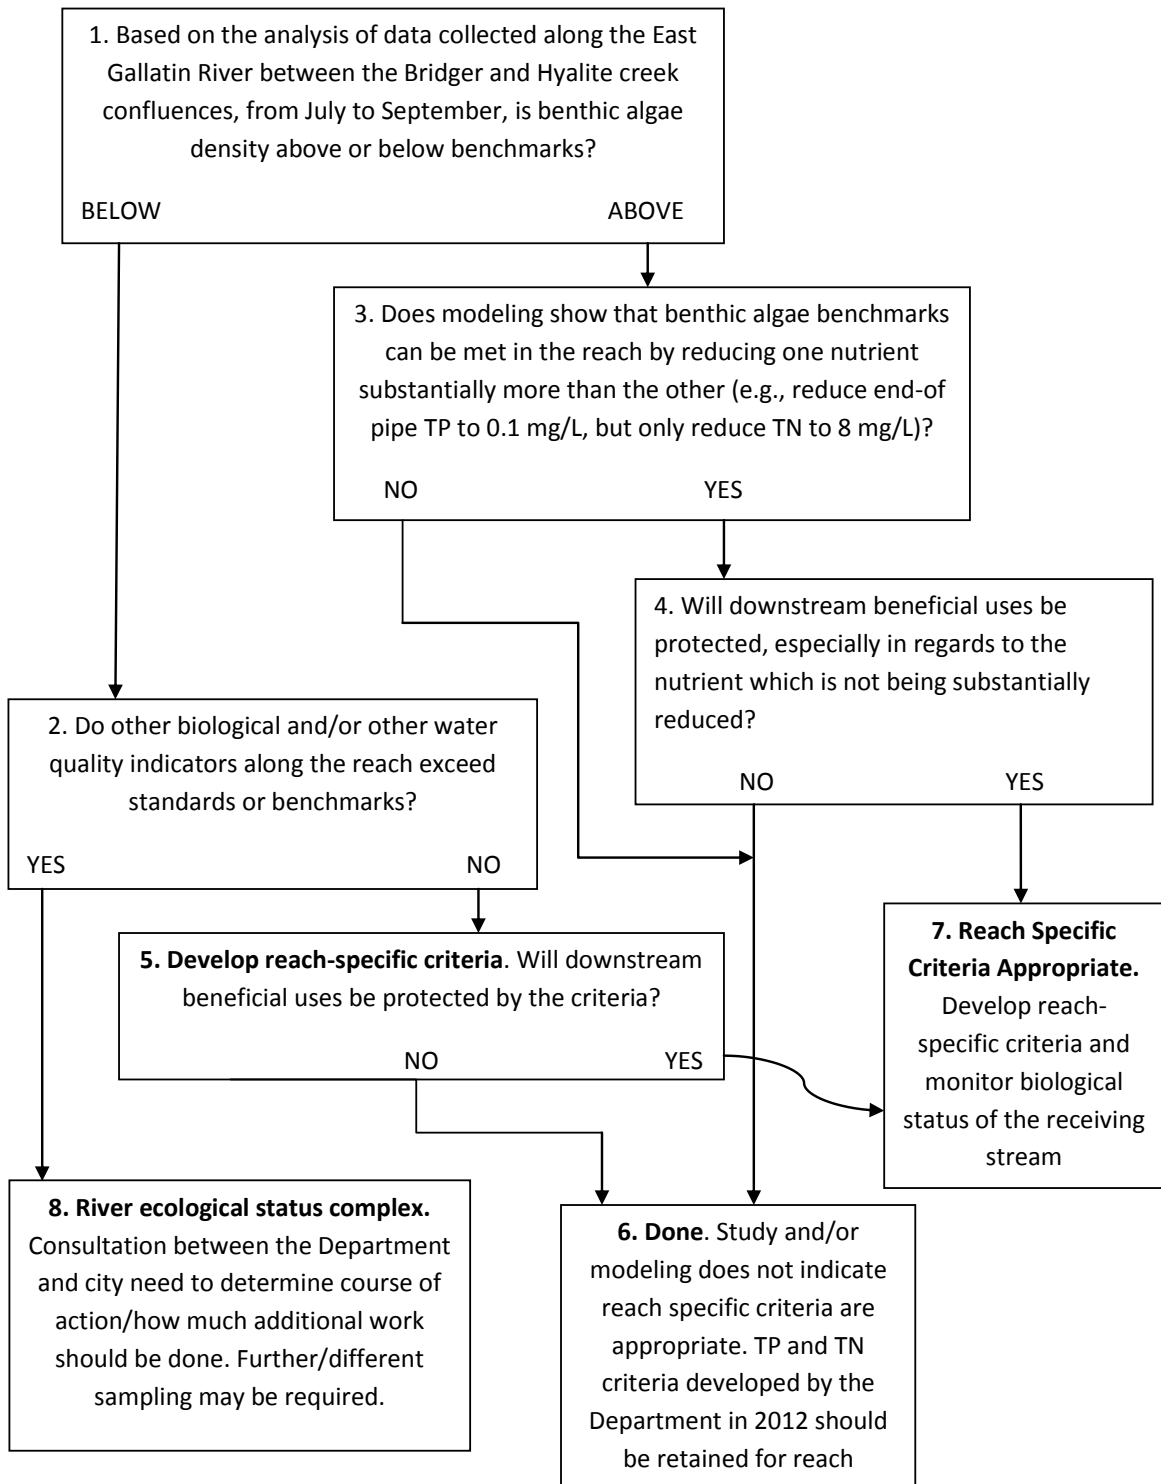 1. Based on the analysis of data collected along the East
Gallatin River between the Bridger and Hyalite creek
confluences, from July to September, is benthic algae
density above or below benchmarks?
BELOW ABOVE
3. Does modeling show that benthic algae benchmarks
can be met in the reach by reducing one nutrient
substantially more than the other (e.g., reduce end-of
pipe TP to 0.1 mg/L, but only reduce TN to 8 mg/L)?
NO YES
4. Will downstream beneficial uses be
protected, especially in regards to the
nutrient which is not being substantially
reduced?
NO YES
2. Do other biological and/or other water
quality indicators along the reach exceed
standards or benchmarks?
YES NO
5. Develop reach-specific criteria. Will downstream
beneficial uses be protected by the criteria?
NO YES
7. Reach Specific
Criteria Appropriate.
Develop reach-
specific criteria and
monitor biological
status of the receiving
stream
8. River ecological status complex.
Consultation between the Department
and city need to determine course of
action/how much additional work
should be done. Further/different
sampling may be required.
6. Done. Study and/or
modeling does not indicate
reach specific criteria are
appropriate. TP and TN
criteria developed by the
Department in 2012 should
be retained for reach